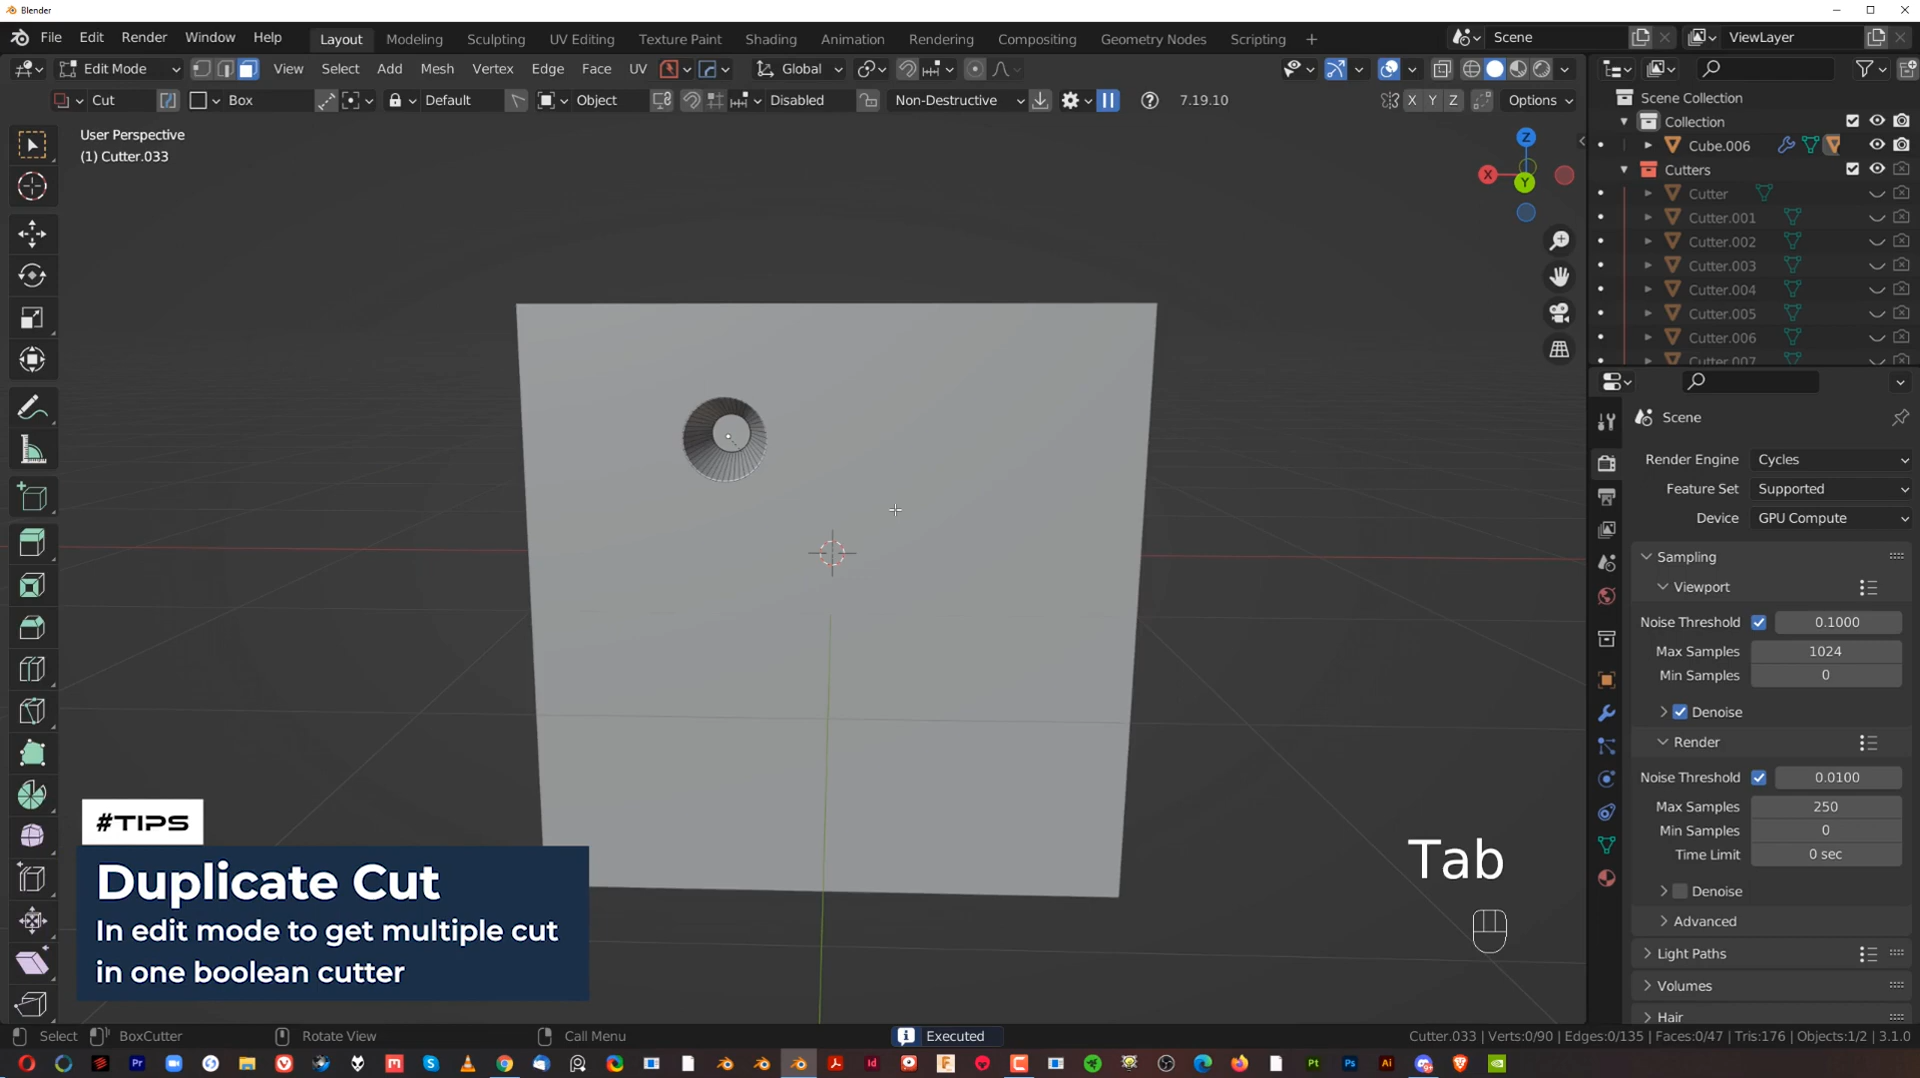 Blender
File Edit Render Window Help Layout Modeling Sculpting UV Editing Texture Paint Shading Animation Rendering Compositing Geometry Nodes Scripting + Scene ViewLayer
Edit Mode View Select Add Mesh Vertex Edge Face UV Global
Cut Box Default Object Disabled Non-Destructive 7.19.10 X Y Z Options
User Perspective
(1) Cutter.033
Z
X
Y
Scene Collection
Collection
Cube.006
Cutters
Cutter
Cutter.001
Cutter.002
Cutter.003
Cutter.004
Cutter.005
Cutter.006
Cutter.007
Scene
Render Engine Cycles
Feature Set Supported
Device GPU Compute
Sampling
Viewport
Noise Threshold 0.1000
Max Samples 1024
Min Samples 0
Denoise
Render
Noise Threshold 0.0100
Max Samples 250
Min Samples 0
Time Limit 0 sec
Denoise
Advanced
Light Paths
Volumes
Hair
#TIPS
Duplicate Cut
In edit mode to get multiple cut
in one boolean cutter
Tab
Select BoxCutter Rotate View Call Menu Executed Cutter.033 | Verts:0/90 | Edges:0/135 | Faces:0/47 | Tris:176 | Objects:1/2 | 3.1.0
Pr Id Pt Ps Ai